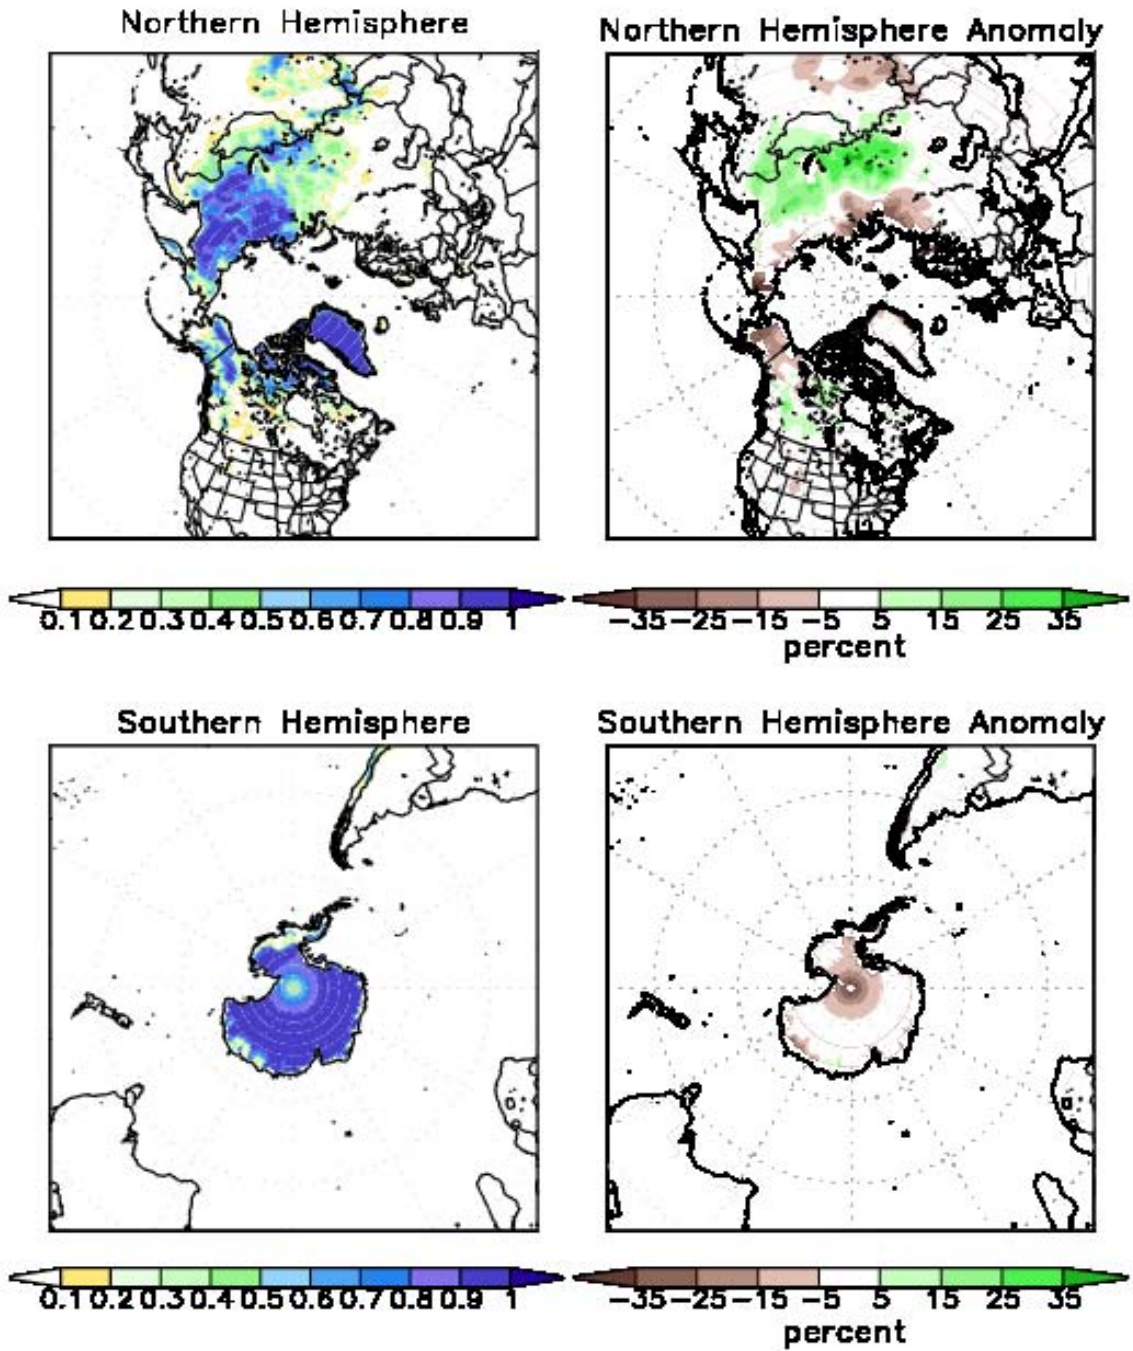 Northern Hemisphere
Northern Hemisphere Anomaly
0.1 0.2 0.3 0.4 0.5 0.6 0.7 0.8 0.9 1
-35 -25 -15 -5 5 15 25 35
percent
Southern Hemisphere
Southern Hemisphere Anomaly
0.1 0.2 0.3 0.4 0.5 0.6 0.7 0.8 0.9 1
-35 -25 -15 -5 5 15 25 35
percent